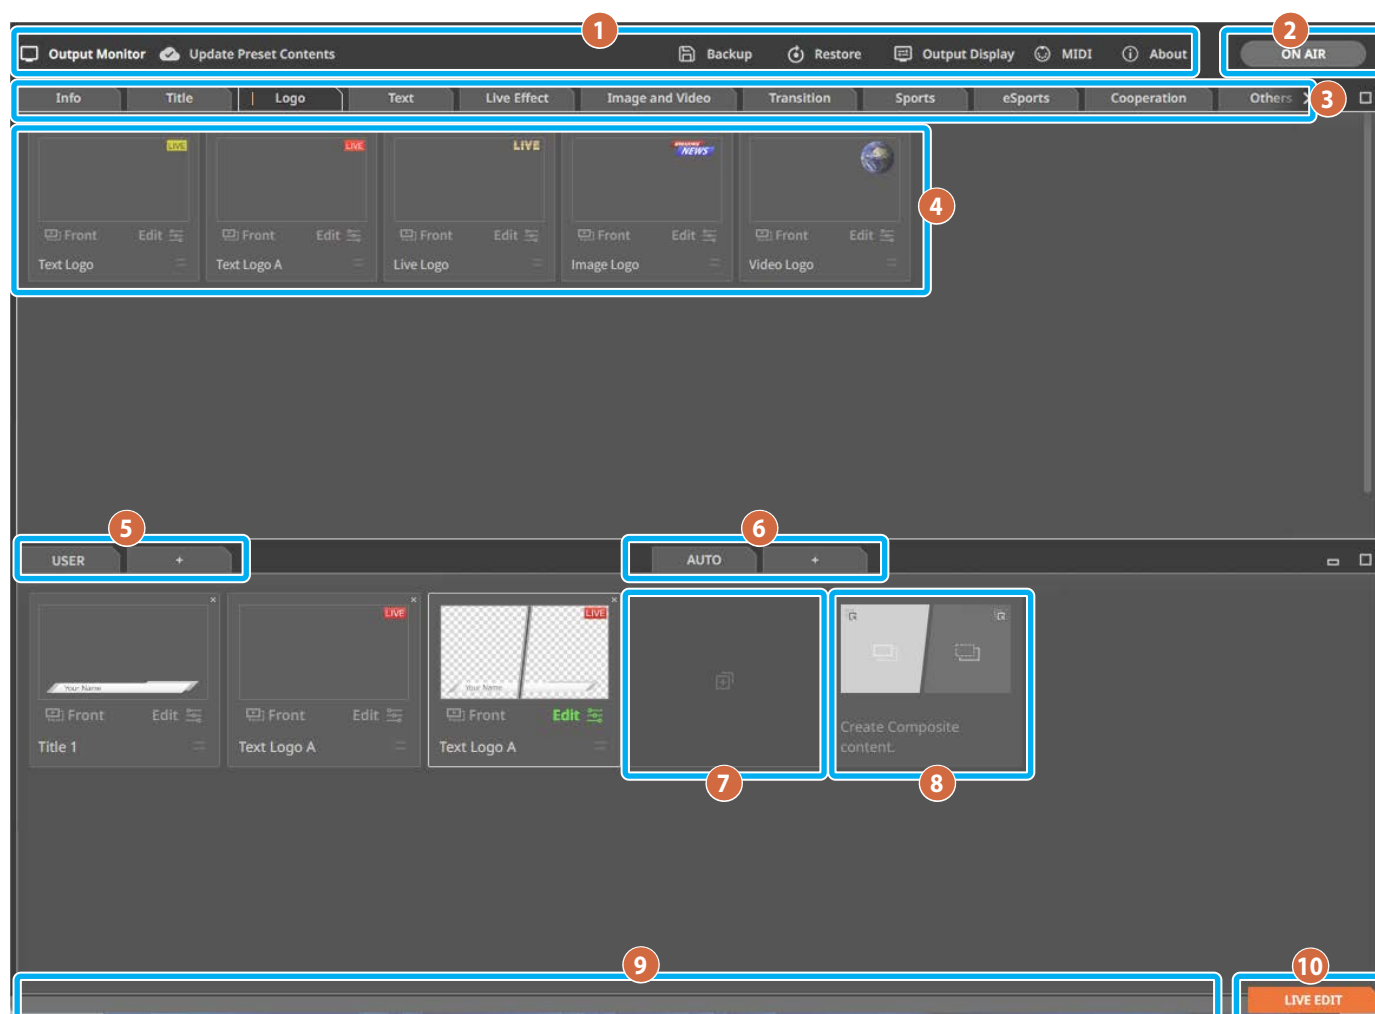 1
2
Output Monitor Update Preset Contents Backup Restore Output Display MIDI About ON AIR
Info Title Logo Text Live Effect Image and Video Transition Sports eSports Cooperation Others 3
LIVE LIVE LIVE NEWS
4
Front Edit Front Edit Front Edit Front Edit Front Edit
Text Logo Text Logo A Live Logo Image Logo Video Logo
5 6
USER + AUTO +
LIVE LIVE
Your Name Your Name
Front Edit Front Edit Front Edit
Create Composite
content.
Title 1 Text Logo A Text Logo A
7 8
9 10
LIVE EDIT